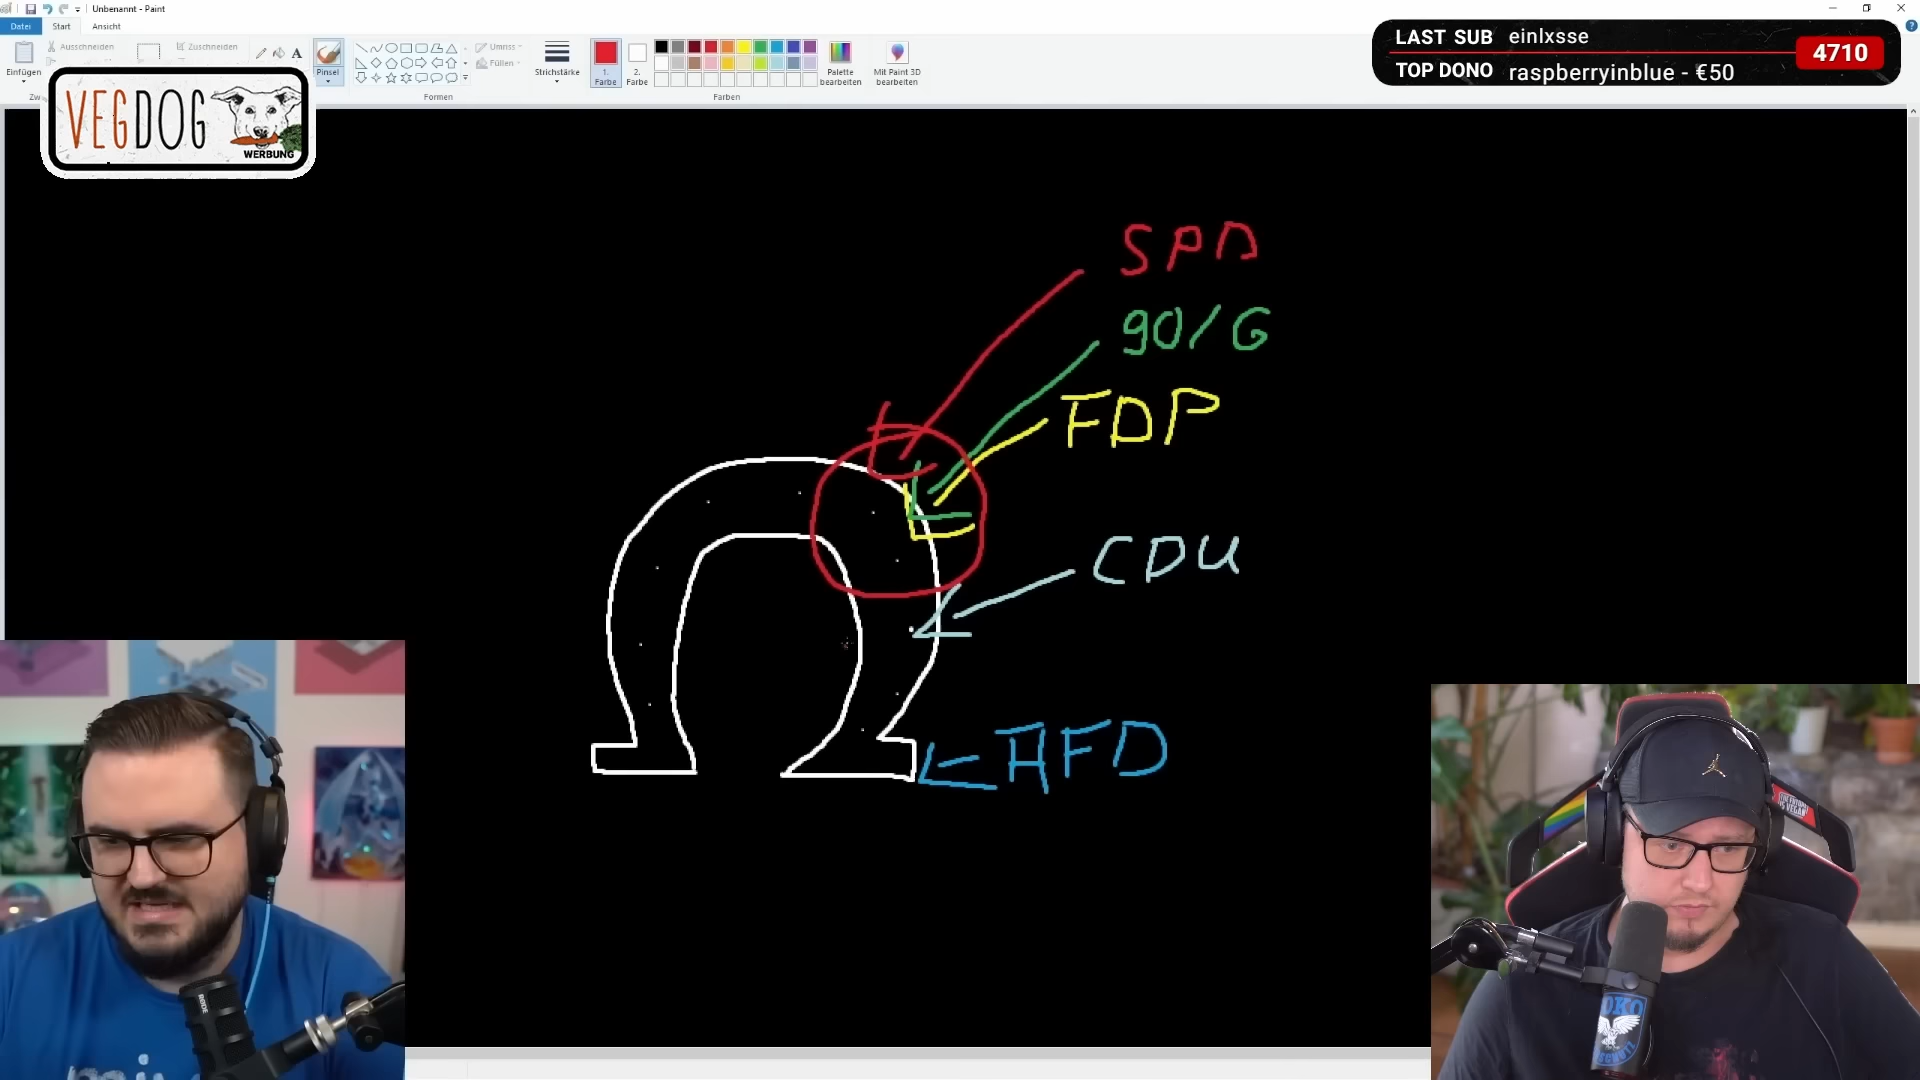 Unbenannt - Paint
Datei Start Ansicht
Einfügen
Ausschneiden
Zuschneiden
Pinsel
Umriss
Füllen
Formen
Strichstärke
1. Farbe
2. Farbe
Palette bearbeiten
Mit Paint 3D bearbeiten
Farben
LAST SUB einlxsse
TOP DONO raspberryinblue - €50
4710
VEGDOG
WERBUNG
SPD
90/G
FDP
CDU
AFD
RØDE